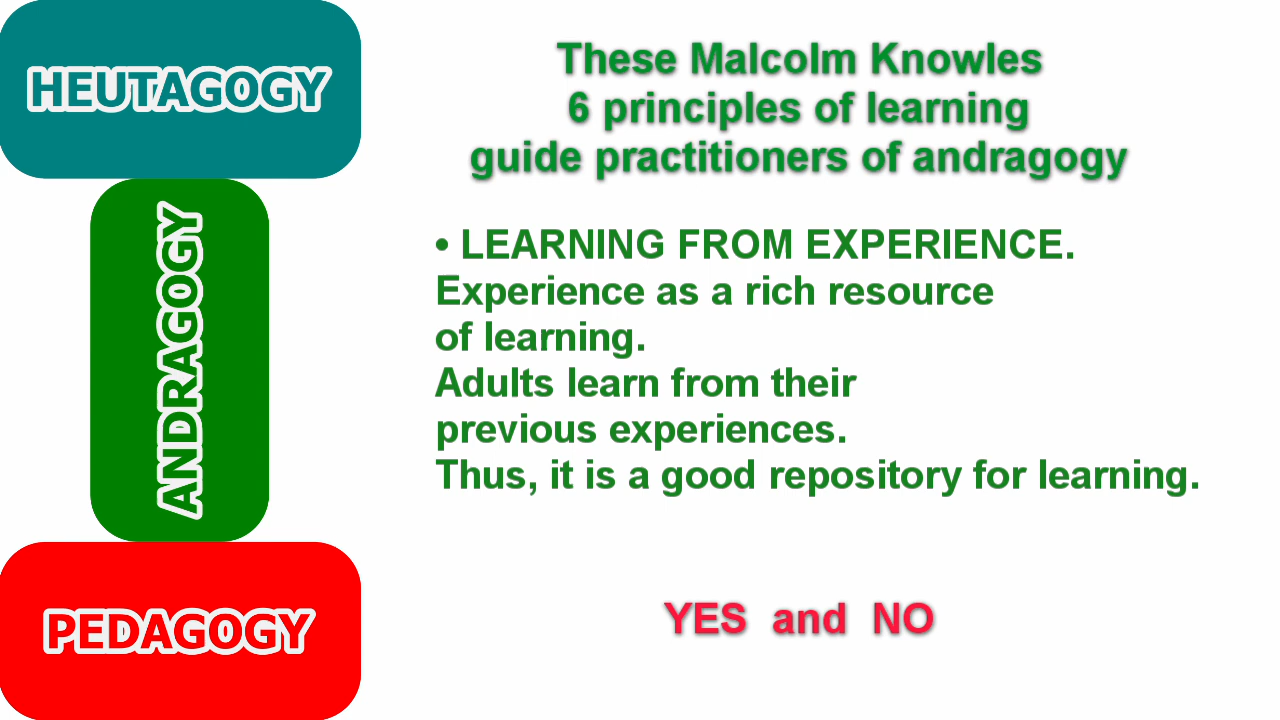 HEUTAGOGY
ANDRAGOGY
PEDAGOGY
These Malcolm Knowles
6 principles of learning
guide practitioners of andragogy
• LEARNING FROM EXPERIENCE.
Experience as a rich resource
of learning.
Adults learn from their
previous experiences.
Thus, it is a good repository for learning.
YES and NO